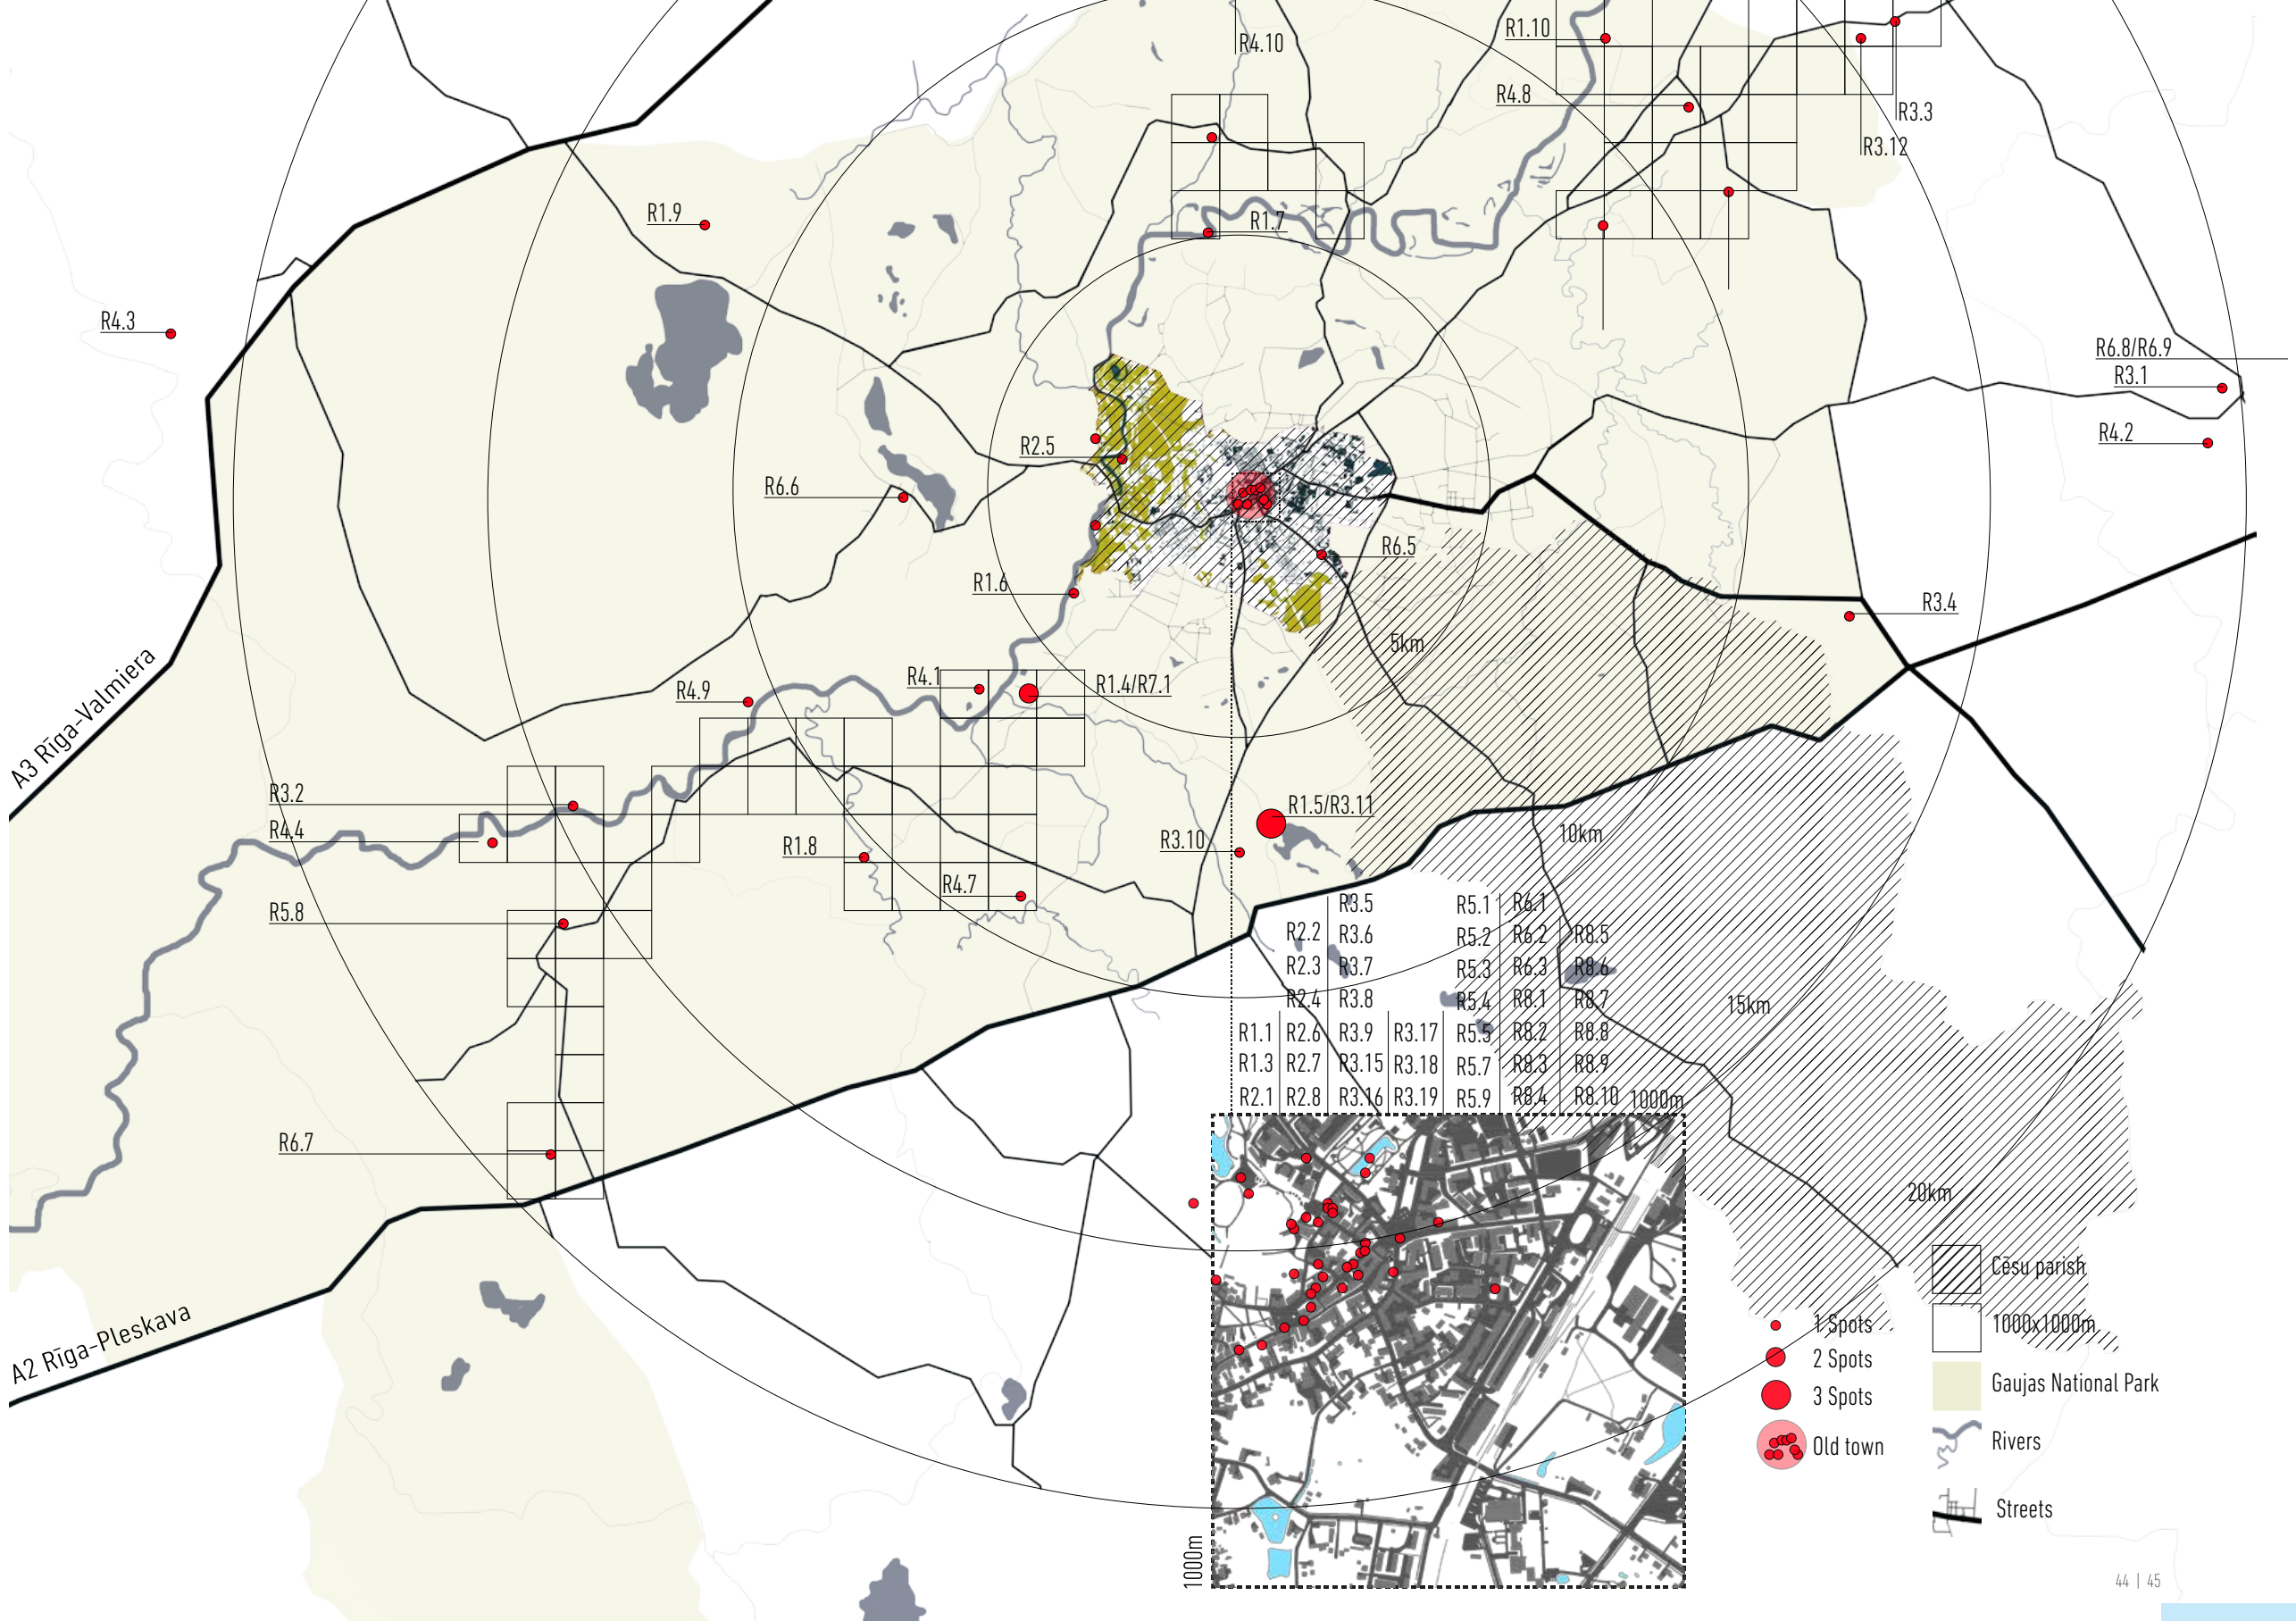 R4.10
R1.10
R4.8
R3.3
R3.12
R1.9
R1.7
R4.3
R6.8/R6.9
R3.1
R4.2
R2.5
R6.6
R6.5
R1.6
R3.4
5km
A3 Rīga-Valmiera
R4.1
R1.4/R7.1
R4.9
R3.2
R1.5/R3.11
R4.4
R3.10
10km
R1.8
R4.7
R5.8
R3.5 R5.1 R6.1
R2.2 R3.6 R5.2 R6.2 R8.5
R2.3 R3.7 R5.3 R6.3 R8.6
R2.4 R3.8 R5.4 R8.1 R8.7
15km
R1.1 R2.6 R3.9 R3.17 R5.5 R8.2 R8.8
R1.3 R2.7 R3.15 R3.18 R5.7 R8.3 R8.9
R2.1 R2.8 R3.16 R3.19 R5.9 R8.4 R8.10 1000m
R6.7
20km
A2 Rīga-Pleskava
1000m
Cēsu parish
1 Spots
1000x1000m
2 Spots
Gaujas National Park
3 Spots
Rivers
Old town
Streets
44 | 45